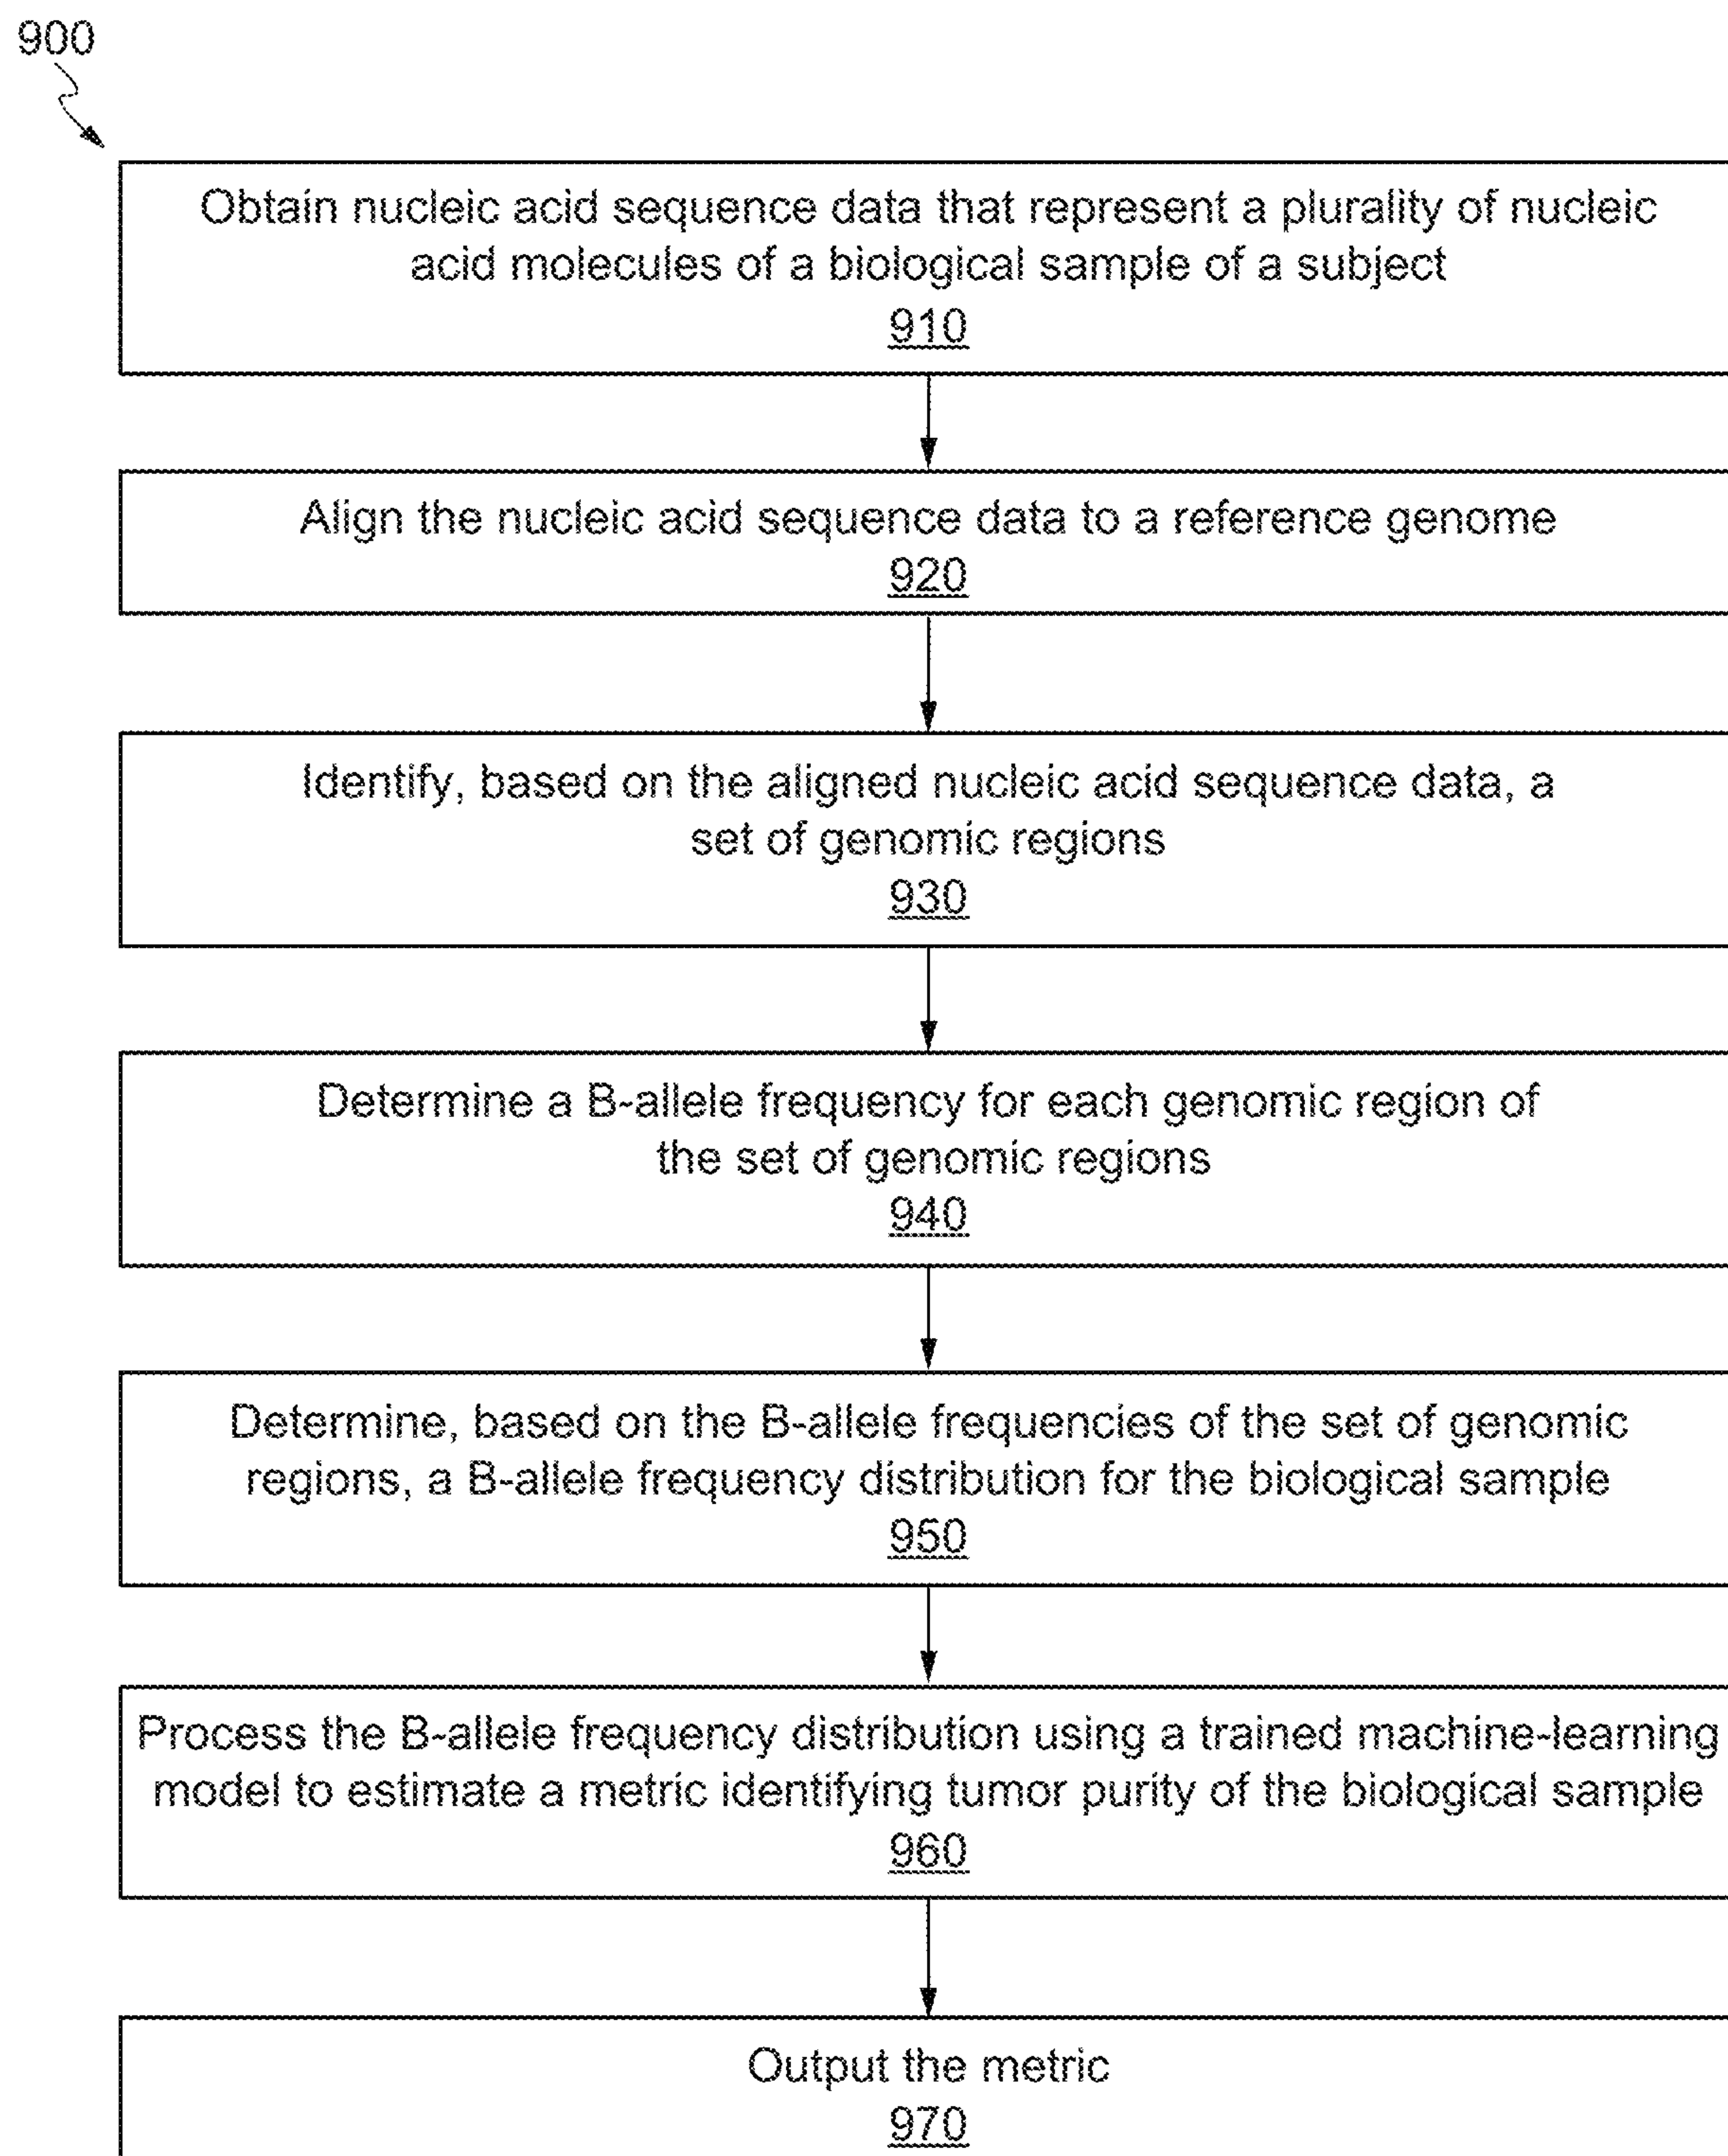 900
Obtain nucleic acid sequence data that represent a plurality of nucleic
acid molecules of a biological sample of a subject
910
Align the nucleic acid sequence data to a reference genome
920
Identify, based on the aligned nucleic acid sequence data, a
set of genomic regions
930
Determine a B-allele frequency for each genomic region of
the set of genomic regions
940
Determine, based on the B-allele frequencies of the set of genomic
regions, a B-allele frequency distribution for the biological sample
950
Process the B-allele frequency distribution using a trained machine-learning
model to estimate a metric identifying tumor purity of the biological sample
960
Output the metric
970